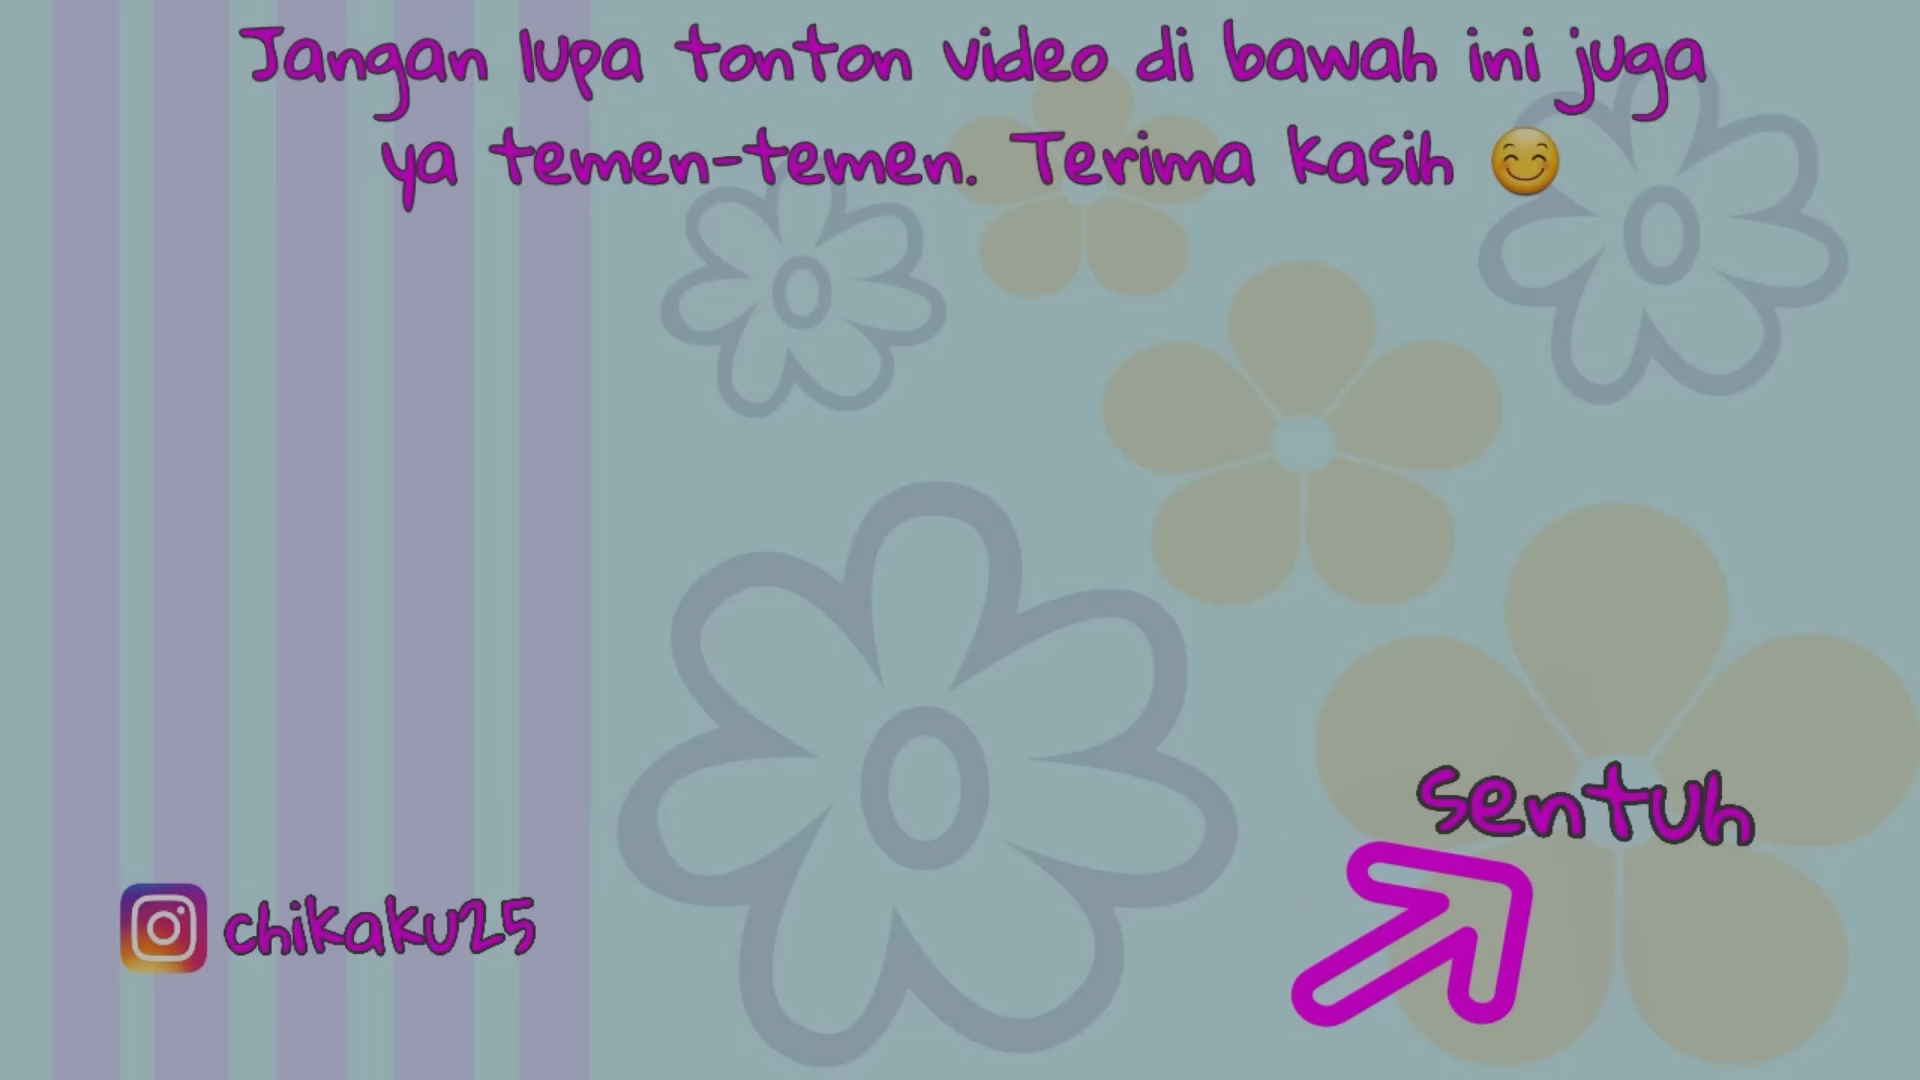 Jangan lupa tonton video di bawah ini juga
ya temen-temen. Terima kasih 😊
sentuh
chikaku25